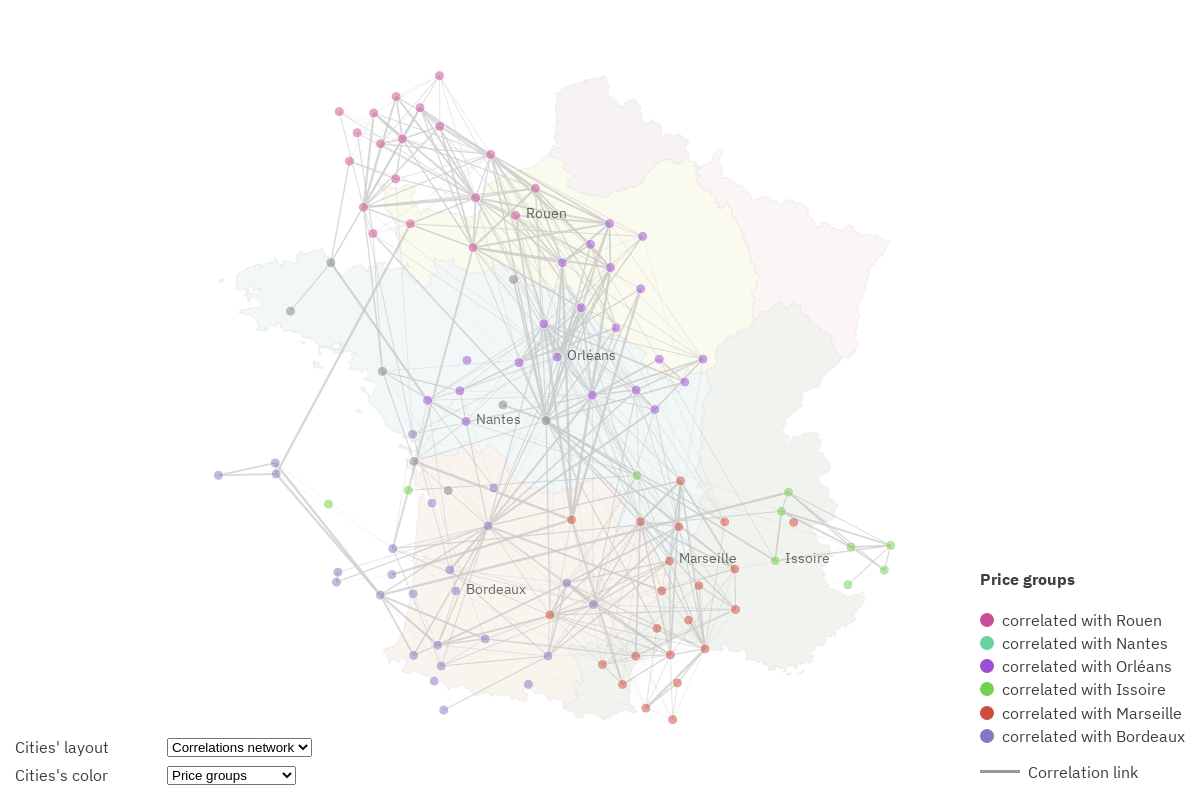 Rouen
Orléans
Nantes
Marseille
Issoire
Bordeaux
Price groups
correlated with Rouen
correlated with Nantes
correlated with Orléans
correlated with Issoire
correlated with Marseille
correlated with Bordeaux
Correlation link
Cities' layout Correlations network
Cities's color Price groups